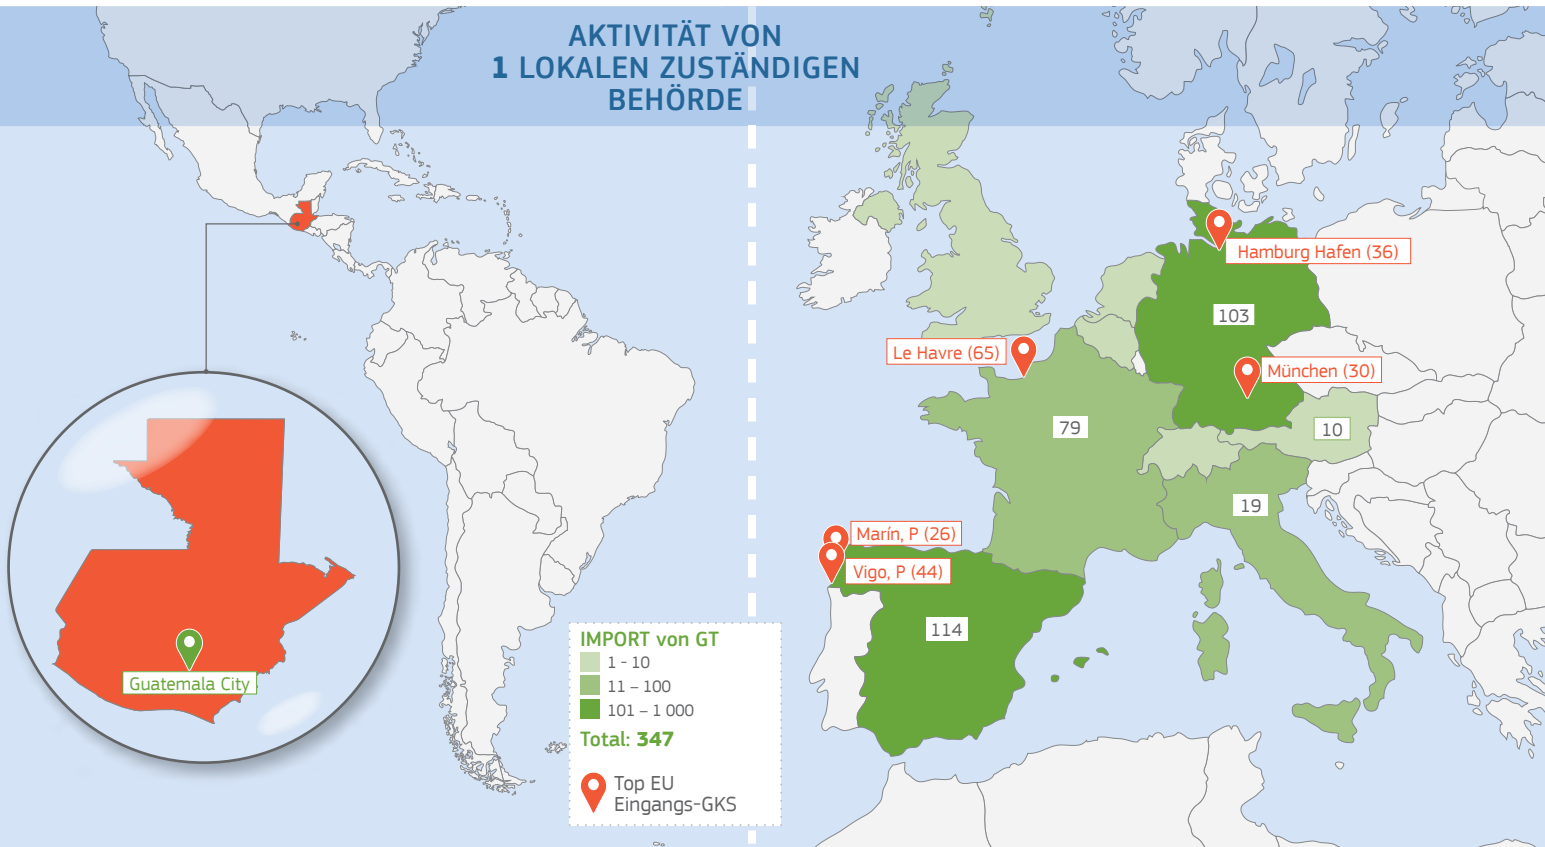 AKTIVITÄT VON
1 LOKALEN ZUSTÄNDIGEN
BEHÖRDE
Hamburg Hafen (36)
103
Le Havre (65)
München (30)
79
10
19
Marín, P (26)
Vigo, P (44)
114
Guatemala City
IMPORT von GT
1 - 10
11 – 100
101 – 1 000
Total: 347
Top EU
Eingangs-GKS